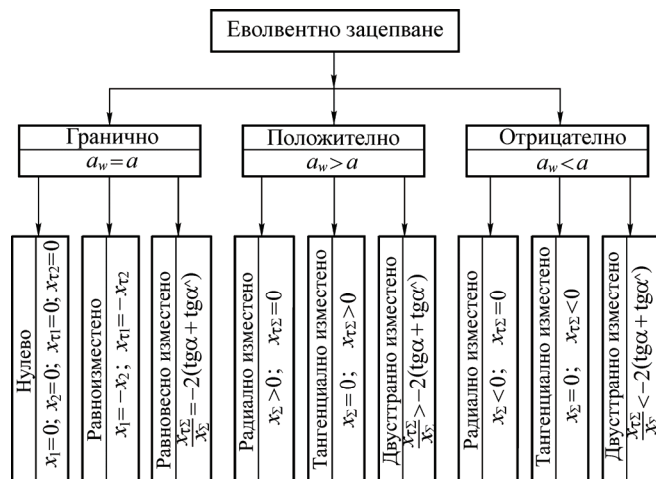 Еволвентно зацепване
Гранично
a_w=a
Положително
a_w>a
Отрицателно
a_w<a
Нулево
x₁=0; x₂=0; x_τ1=0; x_τ2=0
Равноизместено
x₁=−x₂; x_τ1=−x_τ2
Равновесно изместено
x_τΣ/x_Σ=−2(tgα+tgα^)
Радиално изместено
x_Σ>0; x_τΣ=0
Тангенциално изместено
x_Σ=0; x_τΣ>0
Двусттранно изместено
x_τΣ/x_Σ>−2(tgα+tgα^)
Радиално изместено
x_Σ<0; x_τΣ=0
Тангенциално изместено
x_Σ=0; x_τΣ<0
Двусттранно изместено
x_τΣ/x_Σ<−2(tgα+tgα^)